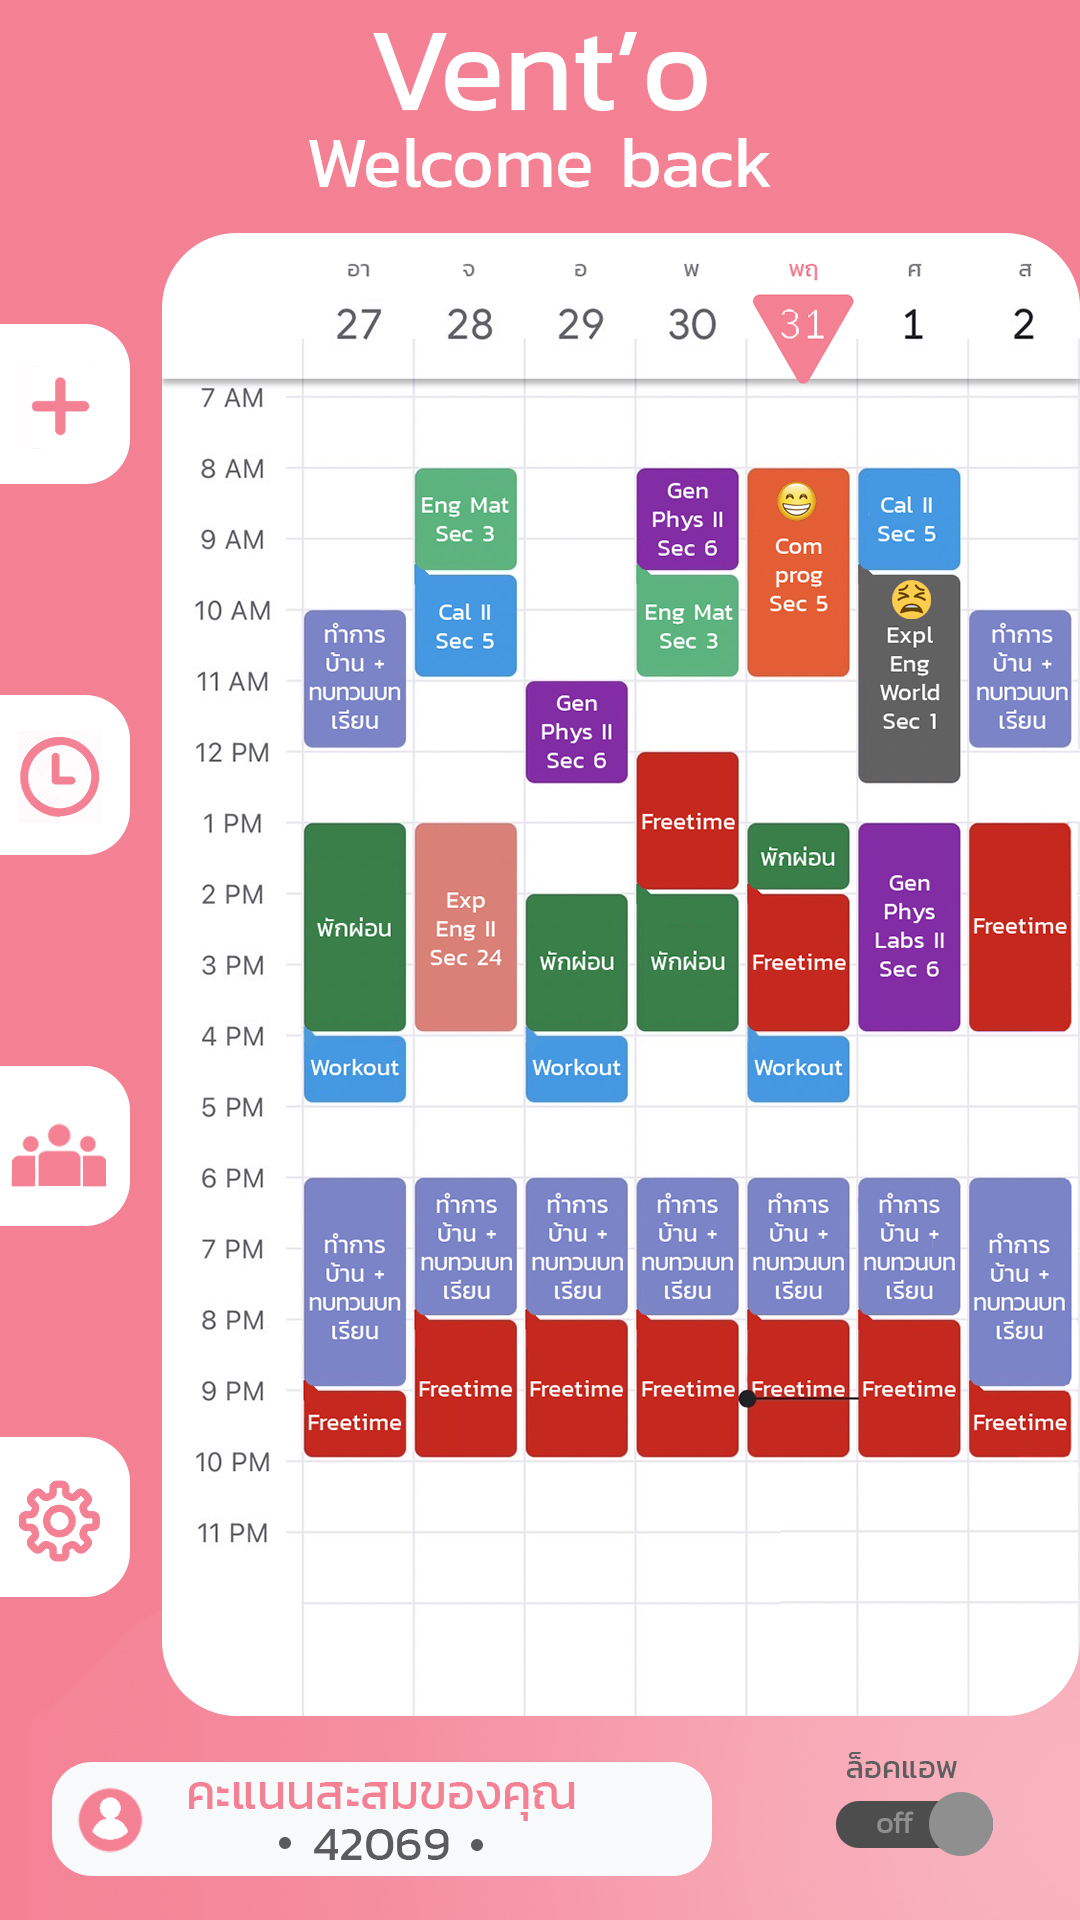 Vent'o
Welcome back
อา จ อ พ พฤ ศ ส
27 28 29 30 31 1 2
7 AM
8 AM
9 AM
10 AM
11 AM
12 PM
1 PM
2 PM
3 PM
4 PM
5 PM
6 PM
7 PM
8 PM
9 PM
10 PM
11 PM
ทำการ
บ้าน +
ทบทวนบท
เรียน
พักผ่อน
Workout
ทำการ
บ้าน +
ทบทวนบท
เรียน
Freetime
Eng Mat
Sec 3
Cal II
Sec 5
Exp
Eng II
Sec 24
ทำการ
บ้าน +
ทบทวนบท
เรียน
Freetime
Gen
Phys II
Sec 6
พักผ่อน
Workout
ทำการ
บ้าน +
ทบทวนบท
เรียน
Freetime
Gen
Phys II
Sec 6
Eng Mat
Sec 3
Freetime
พักผ่อน
ทำการ
บ้าน +
ทบทวนบท
เรียน
Freetime
Com
prog
Sec 5
พักผ่อน
Freetime
Workout
ทำการ
บ้าน +
ทบทวนบท
เรียน
Freetime
Cal II
Sec 5
Expl
Eng
World
Sec 1
Gen
Phys
Labs II
Sec 6
ทำการ
บ้าน +
ทบทวนบท
เรียน
Freetime
ทำการ
บ้าน +
ทบทวนบท
เรียน
Freetime
ทำการ
บ้าน +
ทบทวนบท
เรียน
Freetime
คะแนนสะสมของคุณ
• 42069 •
ล็อคแอพ
off